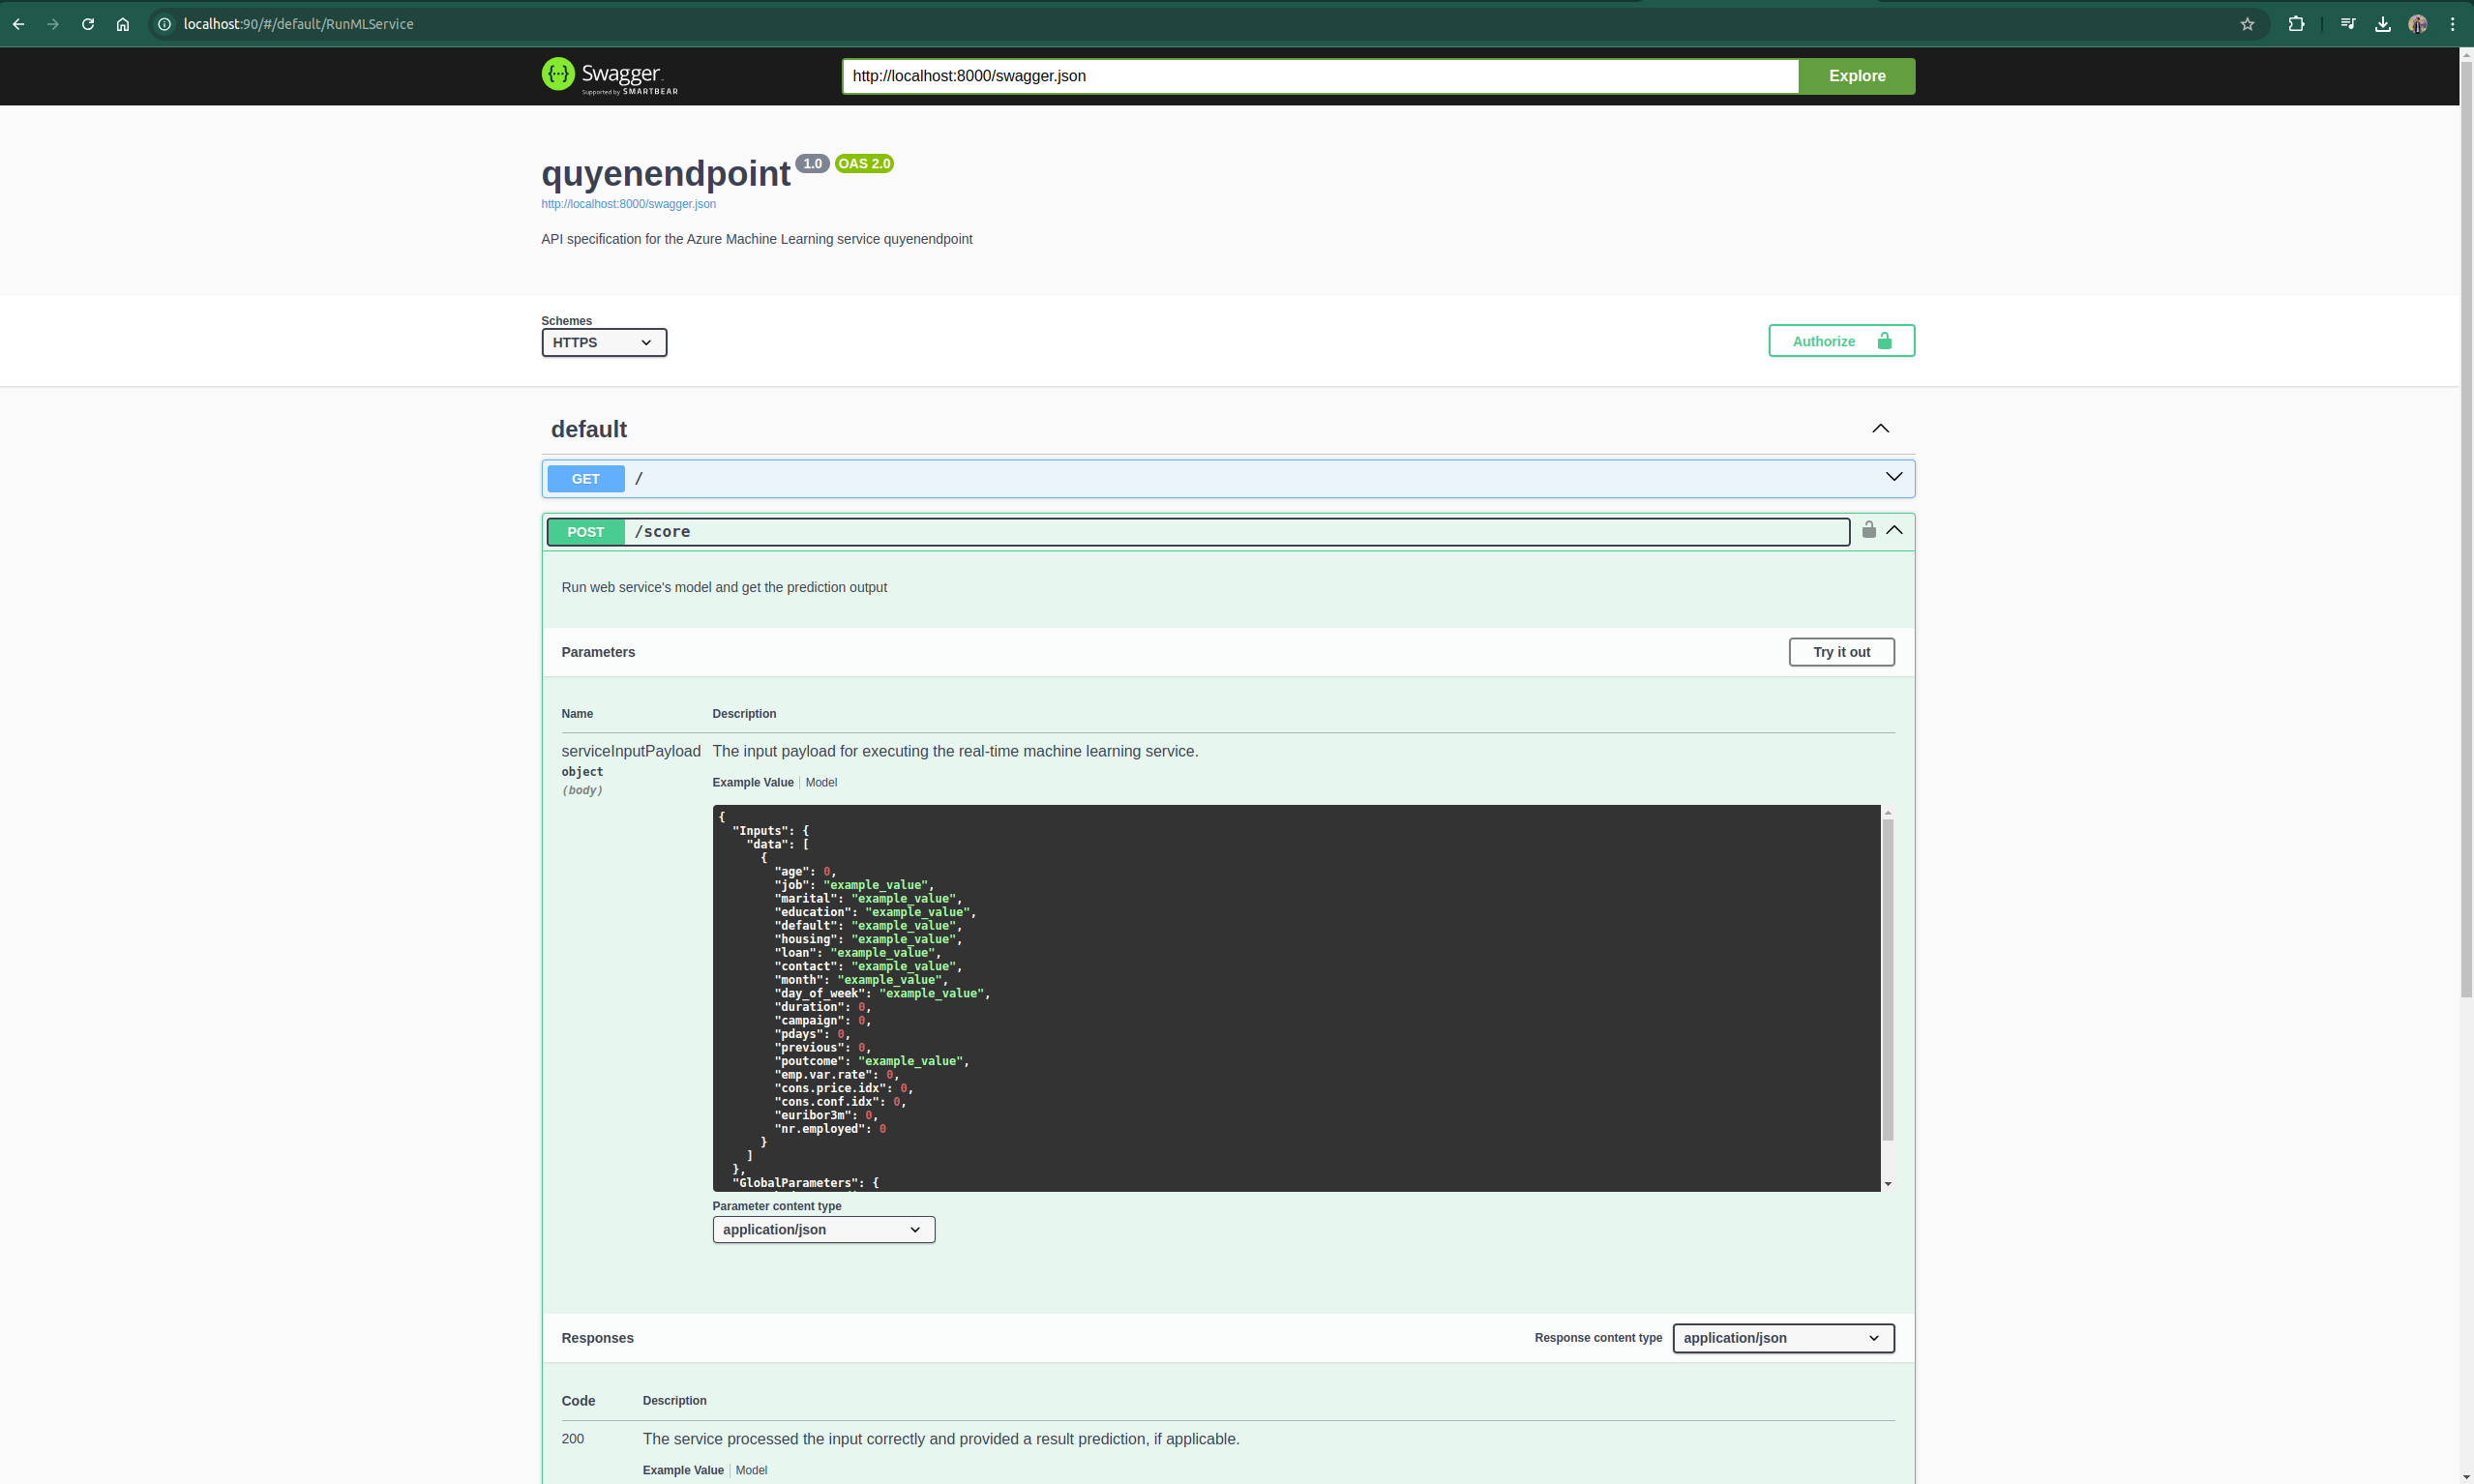 localhost:90/#/default/RunMLService
Swagger
Supported by SMARTBEAR
http://localhost:8000/swagger.json
Explore
quyenendpoint 1.0 OAS 2.0
http://localhost:8000/swagger.json
API specification for the Azure Machine Learning service quyenendpoint
Schemes
HTTPS
Authorize
default
GET /
POST /score
Run web service's model and get the prediction output
Parameters
Try it out
Name Description
serviceInputPayload The input payload for executing the real-time machine learning service.
object
(body)
Example Value Model
{
"Inputs": {
"data": [
{
"age": 0,
"job": "example_value",
"marital": "example_value",
"education": "example_value",
"default": "example_value",
"housing": "example_value",
"loan": "example_value",
"contact": "example_value",
"month": "example_value",
"day_of_week": "example_value",
"duration": 0,
"campaign": 0,
"pdays": 0,
"previous": 0,
"poutcome": "example_value",
"emp.var.rate": 0,
"cons.price.idx": 0,
"cons.conf.idx": 0,
"euribor3m": 0,
"nr.employed": 0
}
]
},
"GlobalParameters": {
Parameter content type
application/json
Responses
Response content type
application/json
Code Description
200 The service processed the input correctly and provided a result prediction, if applicable.
Example Value Model